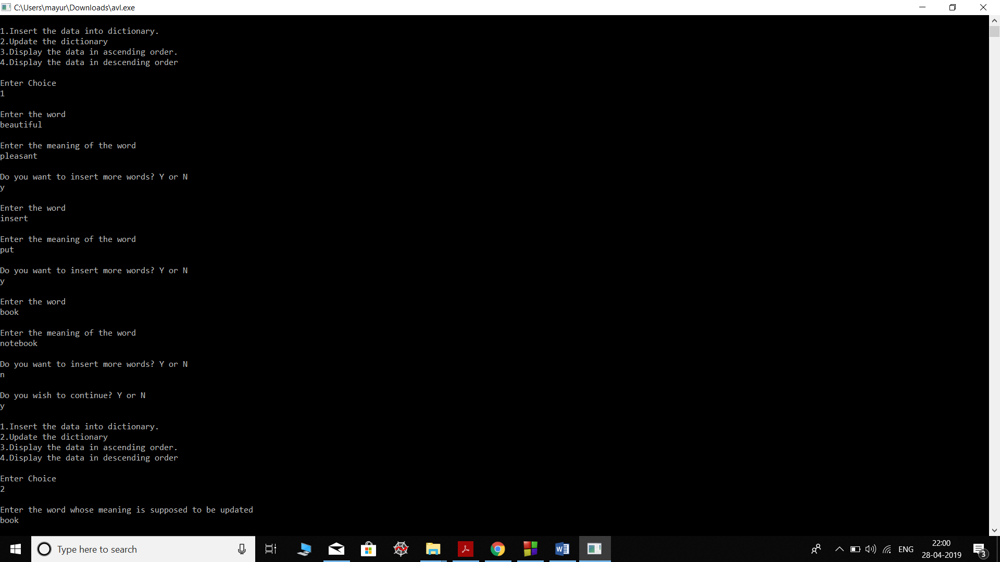 C:\Users\mayur\Downloads\avl.exe
1.Insert the data into dictionary.
2.Update the dictionary
3.Display the data in ascending order.
4.Display the data in descending order
Enter Choice
1
Enter the word
beautiful
Enter the meaning of the word
pleasant
Do you want to insert more words? Y or N
y
Enter the word
insert
Enter the meaning of the word
put
Do you want to insert more words? Y or N
y
Enter the word
book
Enter the meaning of the word
notebook
Do you want to insert more words? Y or N
n
Do you wish to continue? Y or N
y
1.Insert the data into dictionary.
2.Update the dictionary
3.Display the data in ascending order.
4.Display the data in descending order
Enter Choice
2
Enter the word whose meaning is supposed to be updated
book
Type here to search
ENG
22:00
28-04-2019
3